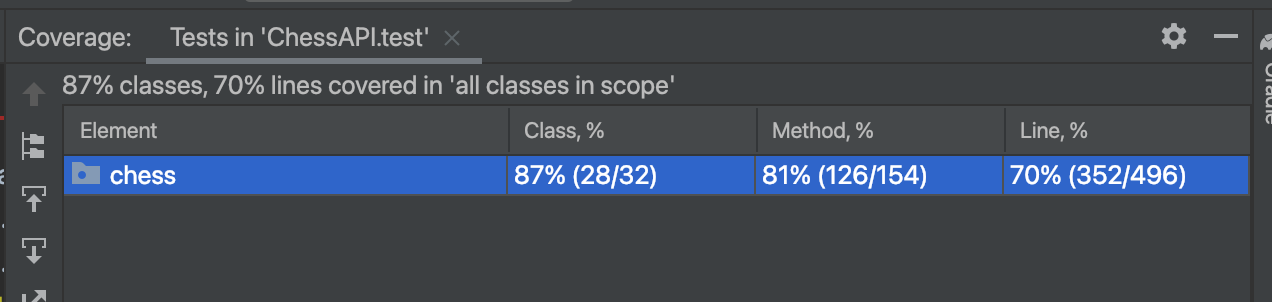 Coverage: Tests in 'ChessAPI.test'
87% classes, 70% lines covered in 'all classes in scope'
Element Class, % Method, % Line, %
chess 87% (28/32) 81% (126/154) 70% (352/496)
Gradle